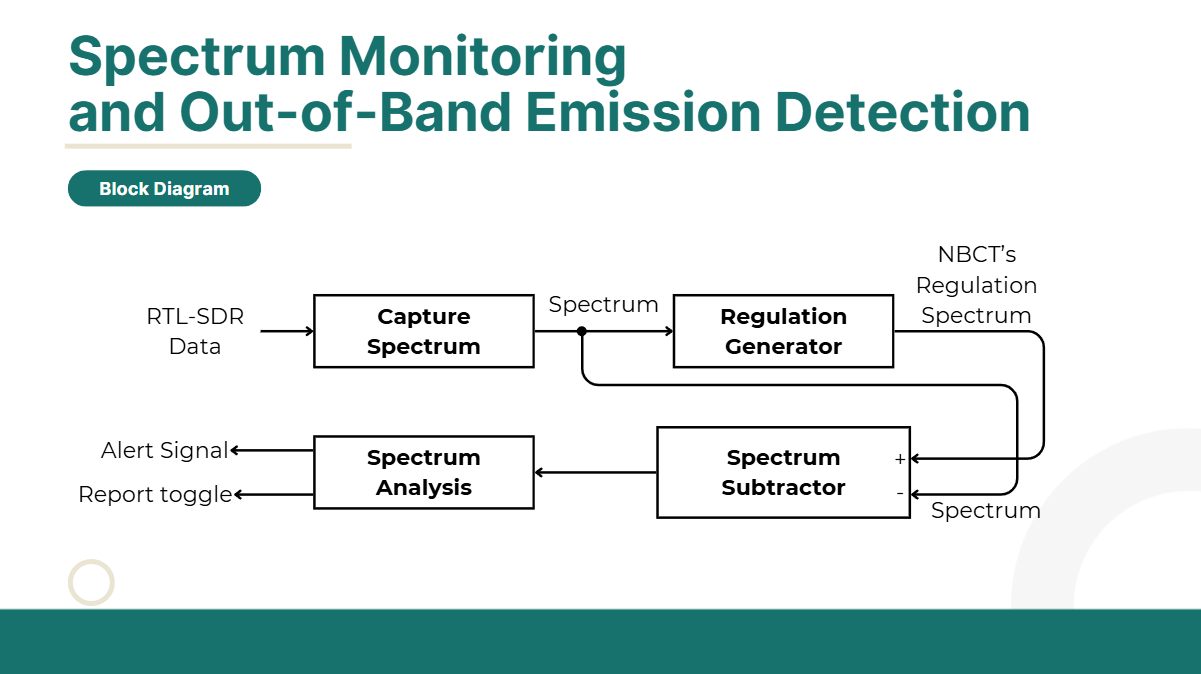 Spectrum Monitoring
and Out-of-Band Emission Detection
Block Diagram
RTL-SDR
Data
Capture
Spectrum
Spectrum
Regulation
Generator
NBCT’s
Regulation
Spectrum
Alert Signal
Report toggle
Spectrum
Analysis
Spectrum
Subtractor
+
-
Spectrum